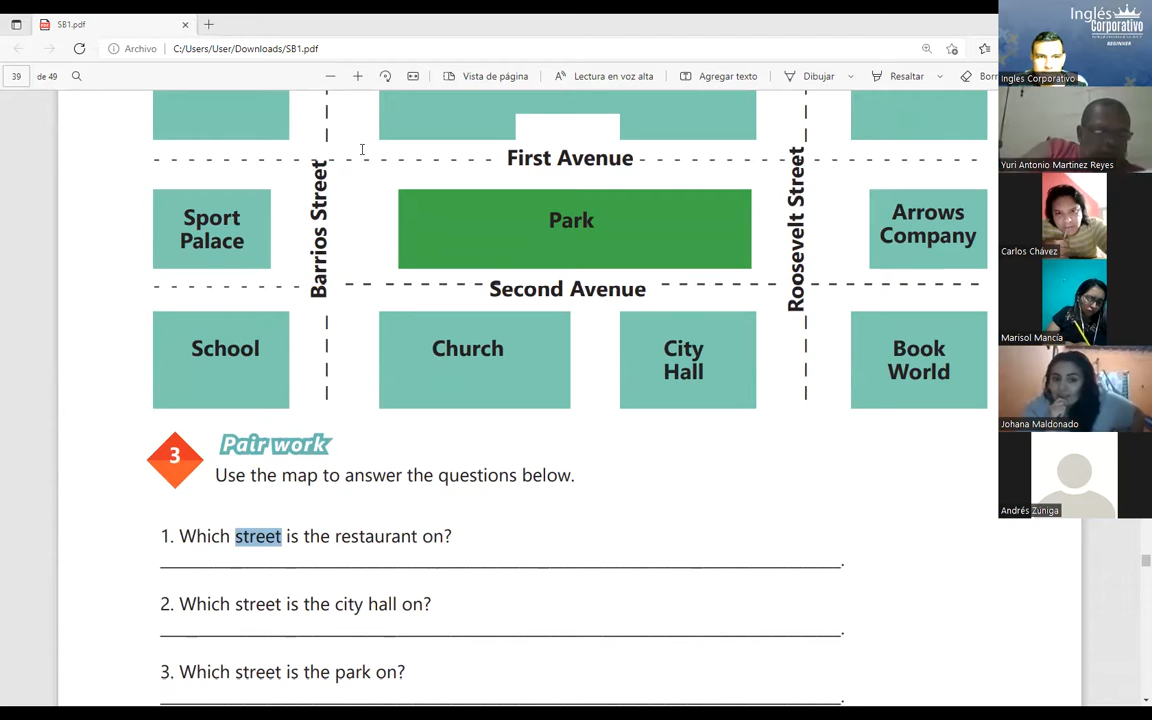 SB1.pdf
Archivo
C:/Users/User/Downloads/SB1.pdf
39 de 49
Vista de página
Lectura en voz alta
Agregar texto
Dibujar
Resaltar
Borr
First Avenue
Barrios Street
Roosevelt Street
Sport
Palace
Park
Arrows
Company
Second Avenue
School
Church
City
Hall
Book
World
3
Pair work
Use the map to answer the questions below.
1. Which street is the restaurant on?
2. Which street is the city hall on?
3. Which street is the park on?
Inglés
Corporativo
BEGINNER
Ingles Corporativo
Yuri Antonio Martinez Reyes
Carlos Chávez
Marisol Mancía
Johana Maldonado
Andrés Zúniga